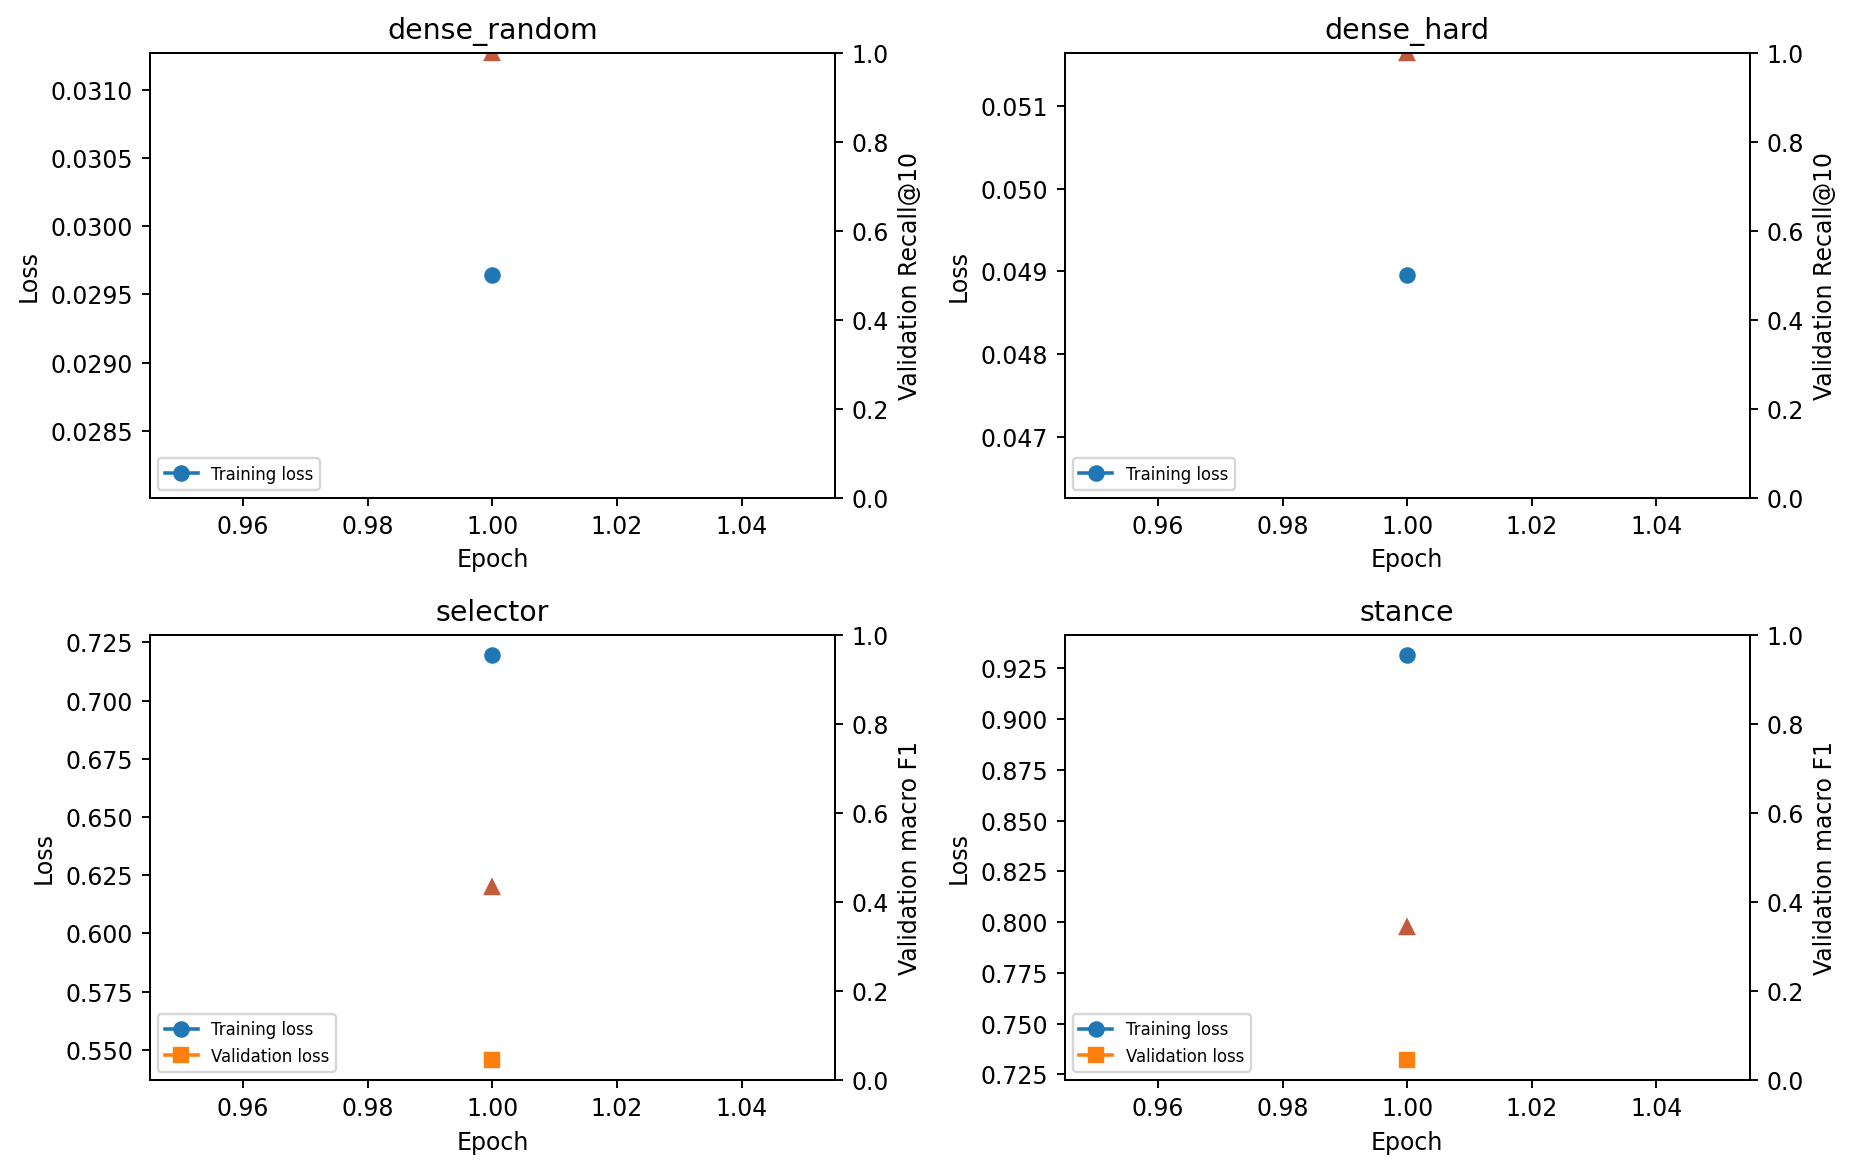 dense_random
0.0310
0.0305
0.0300
0.0295
0.0290
0.0285
Loss
1.0
0.8
0.6
0.4
0.2
0.0
Validation Recall@10
Training loss
0.96 0.98 1.00 1.02 1.04
Epoch
dense_hard
0.051
0.050
0.049
0.048
0.047
Loss
1.0
0.8
0.6
0.4
0.2
0.0
Validation Recall@10
Training loss
0.96 0.98 1.00 1.02 1.04
Epoch
selector
0.725
0.700
0.675
0.650
0.625
0.600
0.575
0.550
Loss
1.0
0.8
0.6
0.4
0.2
0.0
Validation macro F1
Training loss
Validation loss
0.96 0.98 1.00 1.02 1.04
Epoch
stance
0.925
0.900
0.875
0.850
0.825
0.800
0.775
0.750
0.725
Loss
1.0
0.8
0.6
0.4
0.2
0.0
Validation macro F1
Training loss
Validation loss
0.96 0.98 1.00 1.02 1.04
Epoch